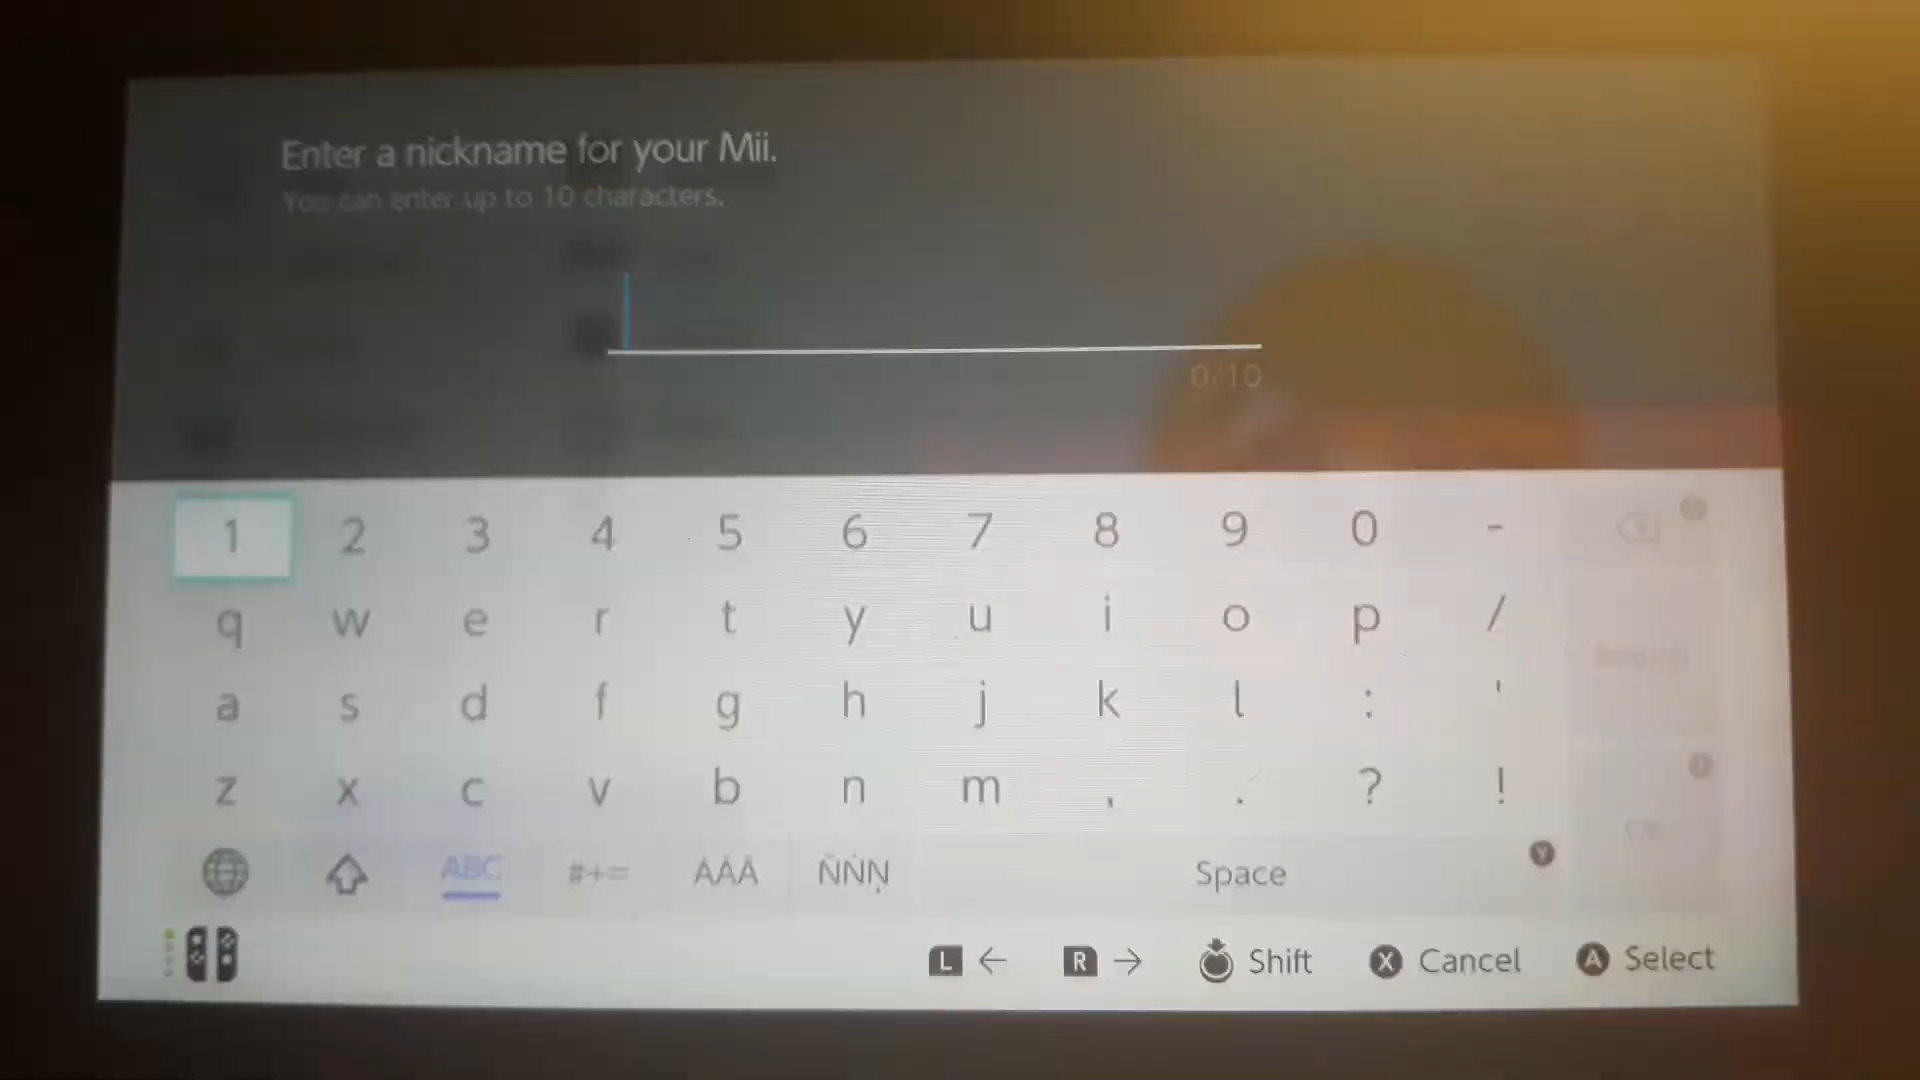 Enter a nickname for your Mii.
You can enter up to 10 characters.
0/10
1 2 3 4 5 6 7 8 9 0 -
q w e r t y u i o p /
a s d f g h j k l : '
z x c v b n m , . ? !
ABC #+= ÀÁÄ ÑŃŅ Space Y
L ← R → Shift X Cancel A Select